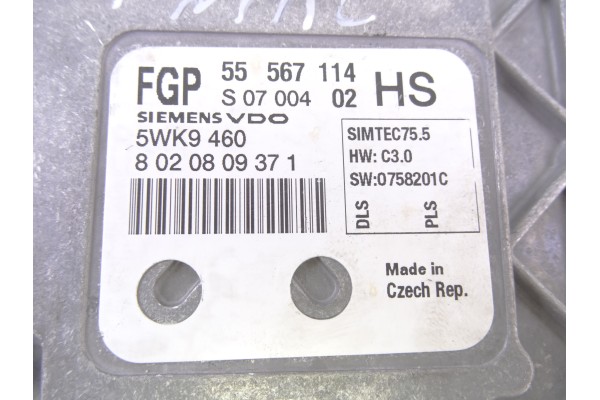 FGP 55 567 114 HS
S 07 004 02
SIEMENS VDO
5WK9 460
8 02 08 09 37 1
SIMTEC75.5
HW: C3.0
SW:0758201C
DLS
PLS
Made in
Czech Rep.